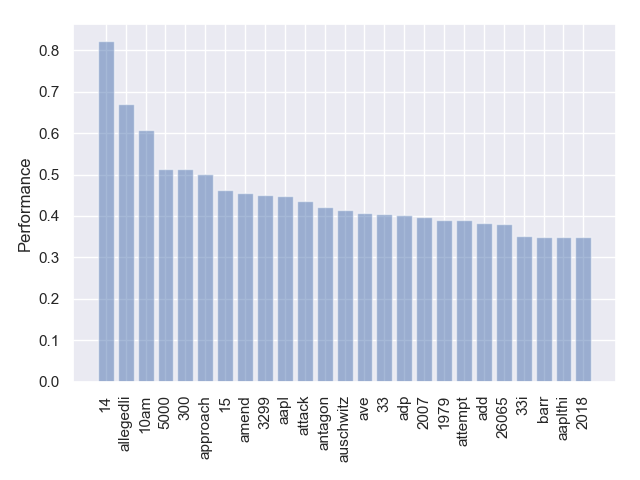 0.8
0.7
0.6
0.5
0.4
0.3
0.2
0.1
0.0
Performance
14
allegedli
10am
5000
300
approach
15
amend
3299
aapl
attack
antagon
auschwitz
ave
33
adp
2007
1979
attempt
add
26065
33i
barr
aaplthi
2018